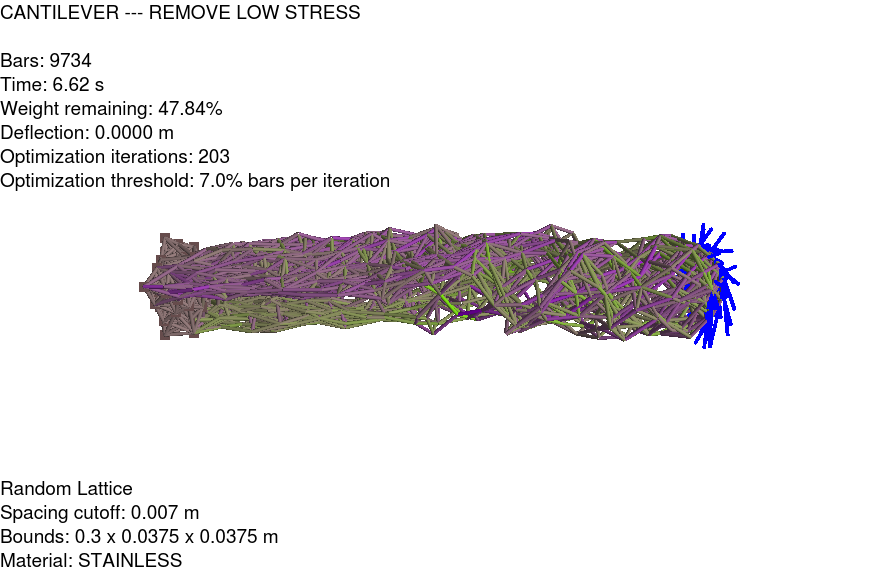 CANTILEVER --- REMOVE LOW STRESS
Bars: 9734
Time: 6.62 s
Weight remaining: 47.84%
Deflection: 0.0000 m
Optimization iterations: 203
Optimization threshold: 7.0% bars per iteration
Random Lattice
Spacing cutoff: 0.007 m
Bounds: 0.3 x 0.0375 x 0.0375 m
Material: STAINLESS